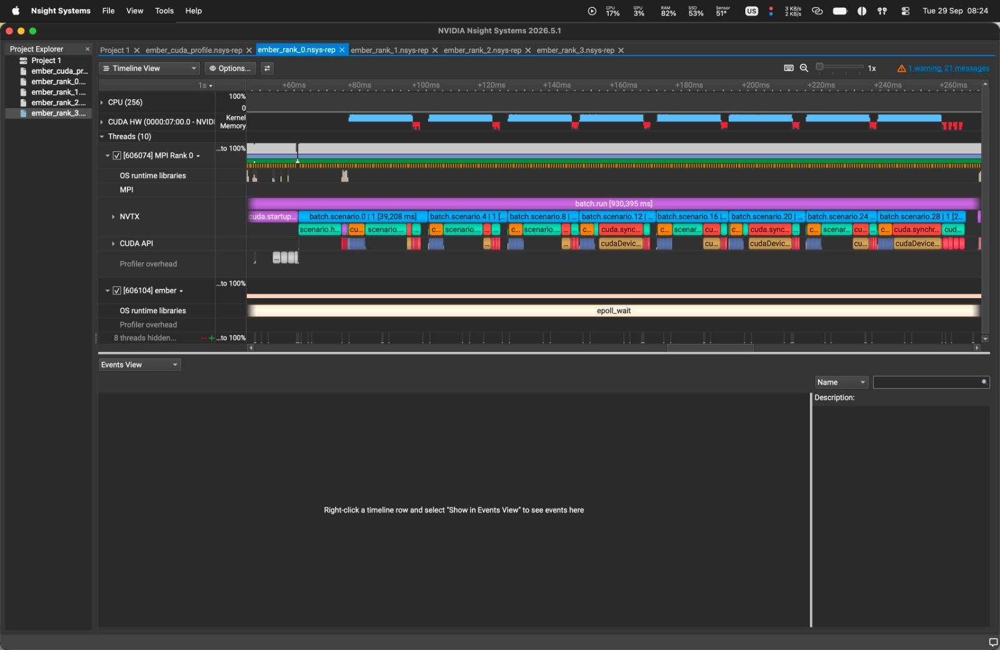 Nsight Systems File View Tools Help CPU 17% GPU 3% RAM 82% SSD 53% Sensor 51° US 3 KB/s 2 KB/s Tue 29 Sep 08:24
NVIDIA Nsight Systems 2026.5.1
Project Explorer
Project 1
ember_cuda_pr...
ember_rank_0....
ember_rank_1....
ember_rank_2....
ember_rank_3....
Project 1 ember_cuda_profile.nsys-rep ember_rank_0.nsys-rep ember_rank_1.nsys-rep ember_rank_2.nsys-rep ember_rank_3.nsys-rep
Timeline View Options... 1x 1 warning, 21 messages
1s +60ms +80ms +100ms +120ms +140ms +160ms +180ms +200ms +220ms +240ms +260ms
CPU (256) 100%
0
CUDA HW (0000:07:00.0 - NVIDI Kernel
Memory
Threads (10)
[606074] MPI Rank 0 ...to 100%
OS runtime libraries
MPI
batch.run [930,395 ms]
NVTX cuda.startup... batch.scenario.0 | 1 [39,208 ms] batch.scenario.4 | 1 [... batch.scenario.8 | ... batch.scenario.12 | ... batch.scenario.16 |... batch.scenario.20 | ... batch.scenario.24 ... batch.scenario.28 | 1 [2...
scenario.h... cu... scenario.... ... ... c... scenario.... ... ... c... scenario.... ... ... c... cuda.sync... c... scenar... cu... ... c... cuda.sync... ... c... scenar... cu... ... c... cuda.synchr... cud...
CUDA API ... ... cudaDevic... cu... cudaDevic... cu... cudaDevice...
Profiler overhead ...
[606104] ember ...to 100%
OS runtime libraries epoll_wait
Profiler overhead
8 threads hidden... ...to 100%
Events View
Name
Description:
Right-click a timeline row and select "Show in Events View" to see events here